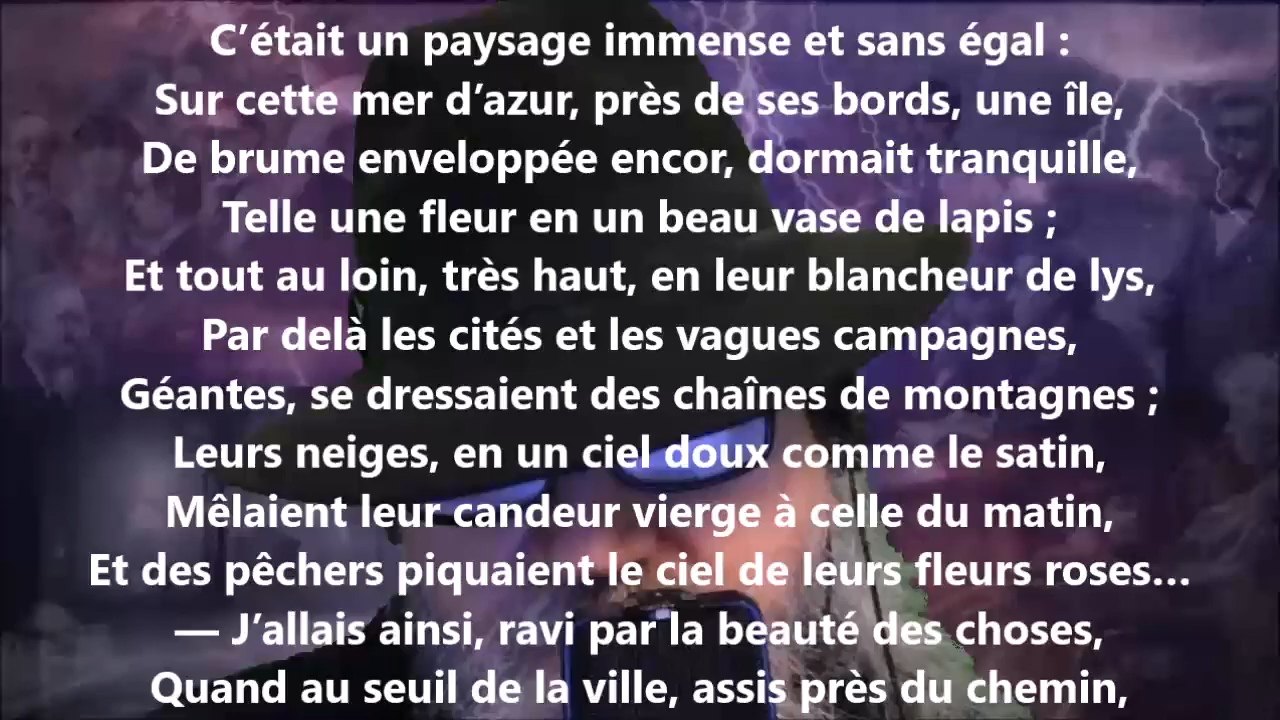 C’était un paysage immense et sans égal :
Sur cette mer d’azur, près de ses bords, une île,
De brume enveloppée encor, dormait tranquille,
Telle une fleur en un beau vase de lapis ;
Et tout au loin, très haut, en leur blancheur de lys,
Par delà les cités et les vagues campagnes,
Géantes, se dressaient des chaînes de montagnes ;
Leurs neiges, en un ciel doux comme le satin,
Mêlaient leur candeur vierge à celle du matin,
Et des pêchers piquaient le ciel de leurs fleurs roses...
— J’allais ainsi, ravi par la beauté des choses,
Quand au seuil de la ville, assis près du chemin,